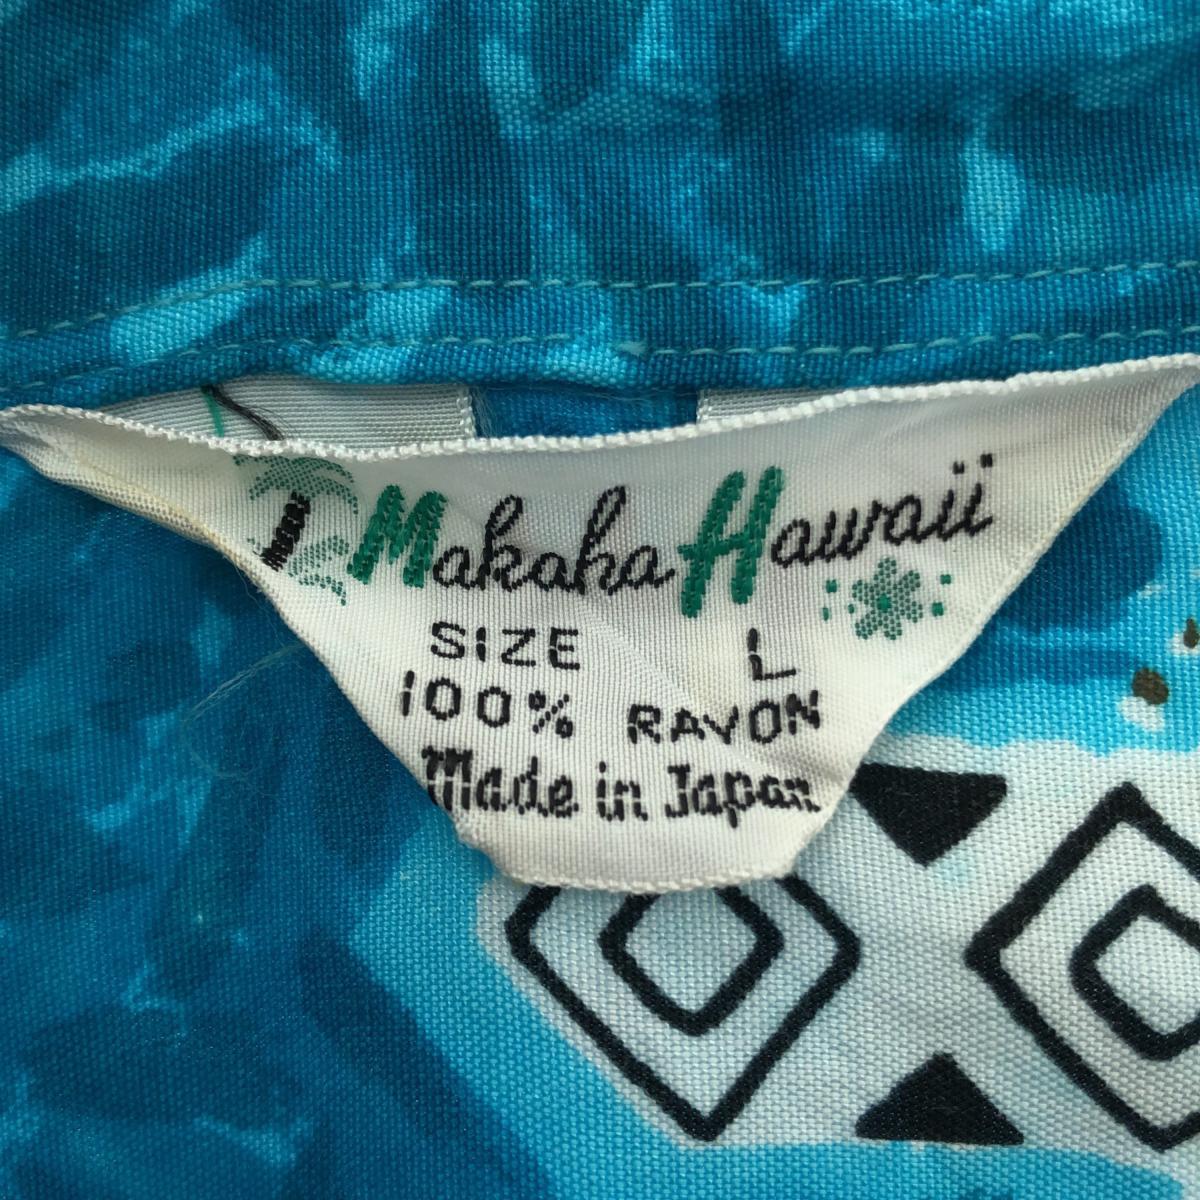 Makaha Hawaii
SIZE L
100% RAYON
Made in Japan